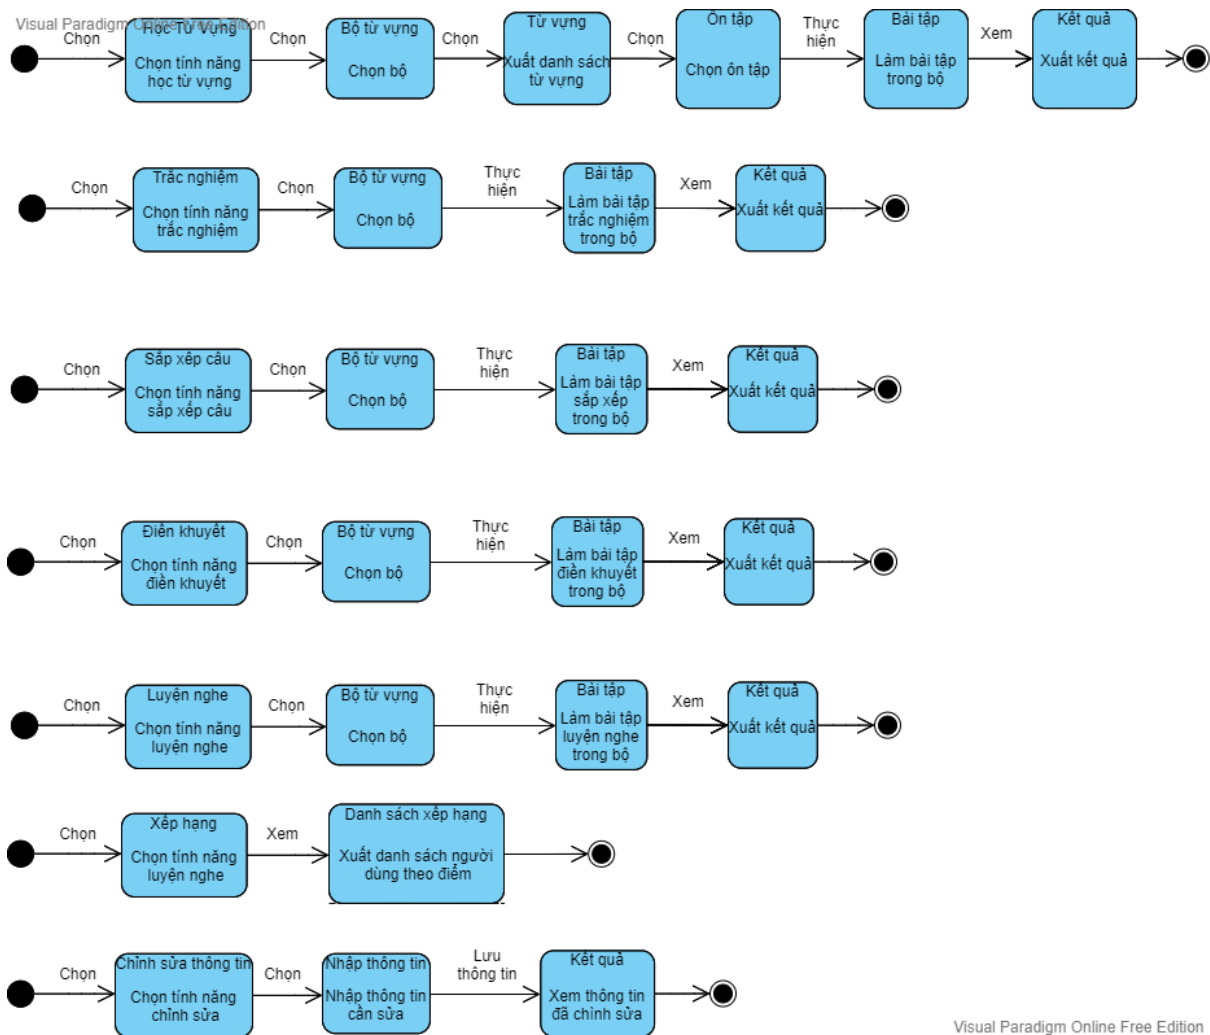 Visual Paradigm Online Free Edition
Chọn
Học Từ Vựng
Chọn tính năng
học từ vựng
Chọn
Bộ từ vựng
Chọn bộ
Chọn
Từ vựng
Xuất danh sách
từ vựng
Chọn
Ôn tập
Chọn ôn tập
Thực
hiện
Bài tập
Làm bài tập
trong bộ
Xem
Kết quả
Xuất kết quả
Chọn
Trắc nghiệm
Chọn tính năng
trắc nghiệm
Chọn
Bộ từ vựng
Chọn bộ
Thực
hiện
Bài tập
Làm bài tập
trắc nghiệm
trong bộ
Xem
Kết quả
Xuất kết quả
Chọn
Sắp xếp câu
Chọn tính năng
sắp xếp câu
Chọn
Bộ từ vựng
Chọn bộ
Thực
hiện
Bài tập
Làm bài tập
sắp xếp
trong bộ
Xem
Kết quả
Xuất kết quả
Chọn
Điền khuyết
Chọn tính năng
điền khuyết
Chọn
Bộ từ vựng
Chọn bộ
Thực
hiện
Bài tập
Làm bài tập
điền khuyết
trong bộ
Xem
Kết quả
Xuất kết quả
Chọn
Luyện nghe
Chọn tính năng
luyện nghe
Chọn
Bộ từ vựng
Chọn bộ
Thực
hiện
Bài tập
Làm bài tập
luyện nghe
trong bộ
Xem
Kết quả
Xuất kết quả
Chọn
Xếp hạng
Chọn tính năng
luyện nghe
Xem
Danh sách xếp hạng
Xuất danh sách người
dùng theo điểm
Chọn
Chỉnh sửa thông tin
Chọn tính năng
chỉnh sửa
Chọn
Nhập thông tin
Nhập thông tin
cần sửa
Lưu
thông tin
Kết quả
Xem thông tin
đã chỉnh sửa
Visual Paradigm Online Free Edition